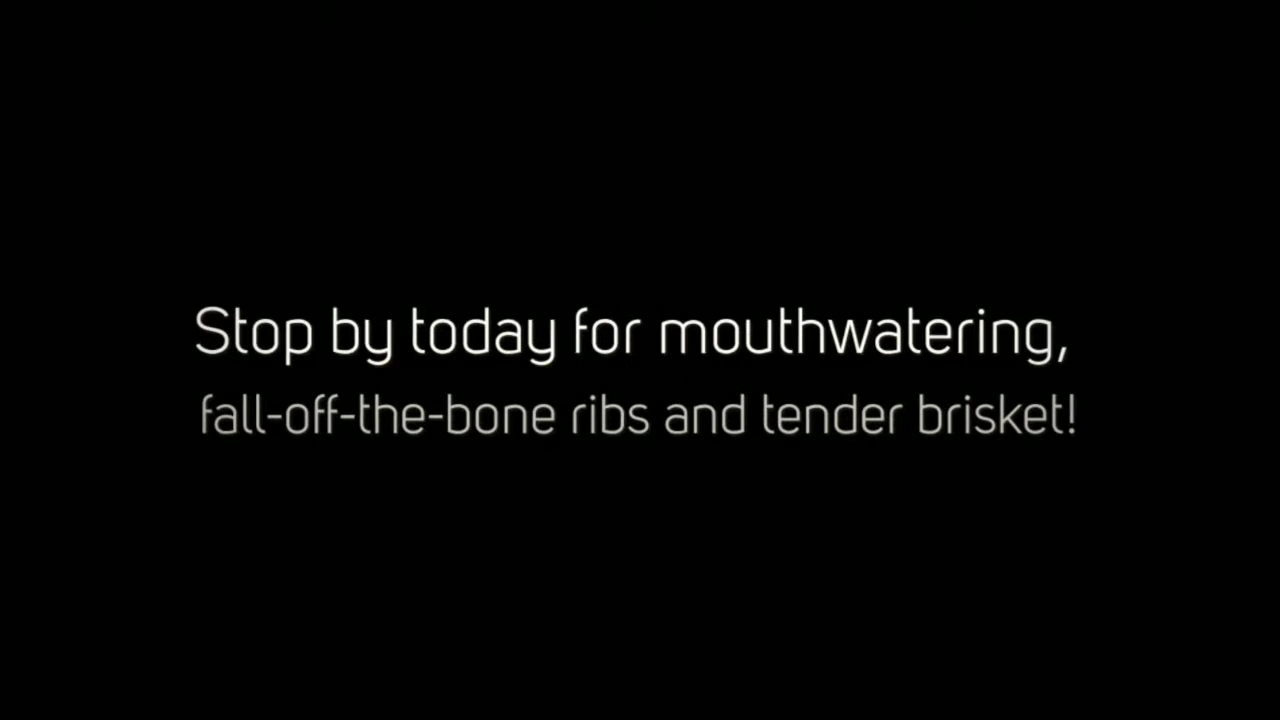 Stop by today for mouthwatering,
fall-off-the-bone ribs and tender brisket!